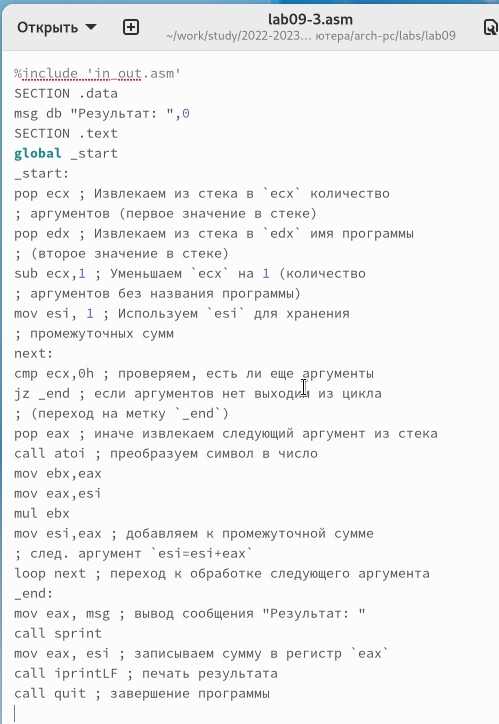 Открыть
lab09-3.asm
~/work/study/2022-2023... ютера/arch-pc/labs/lab09
%include 'in_out.asm'
SECTION .data
msg db "Результат: ",0
SECTION .text
global _start
_start:
pop ecx ; Извлекаем из стека в `ecx` количество
; аргументов (первое значение в стеке)
pop edx ; Извлекаем из стека в `edx` имя программы
; (второе значение в стеке)
sub ecx,1 ; Уменьшаем `ecx` на 1 (количество
; аргументов без названия программы)
mov esi, 1 ; Используем `esi` для хранения
; промежуточных сумм
next:
cmp ecx,0h ; проверяем, есть ли еще аргументы
jz _end ; если аргументов нет выходим из цикла
; (переход на метку `_end`)
pop eax ; иначе извлекаем следующий аргумент из стека
call atoi ; преобразуем символ в число
mov ebx,eax
mov eax,esi
mul ebx
mov esi,eax ; добавляем к промежуточной сумме
; след. аргумент `esi=esi+eax`
loop next ; переход к обработке следующего аргумента
_end:
mov eax, msg ; вывод сообщения "Результат: "
call sprint
mov eax, esi ; записываем сумму в регистр `eax`
call iprintLF ; печать результата
call quit ; завершение программы